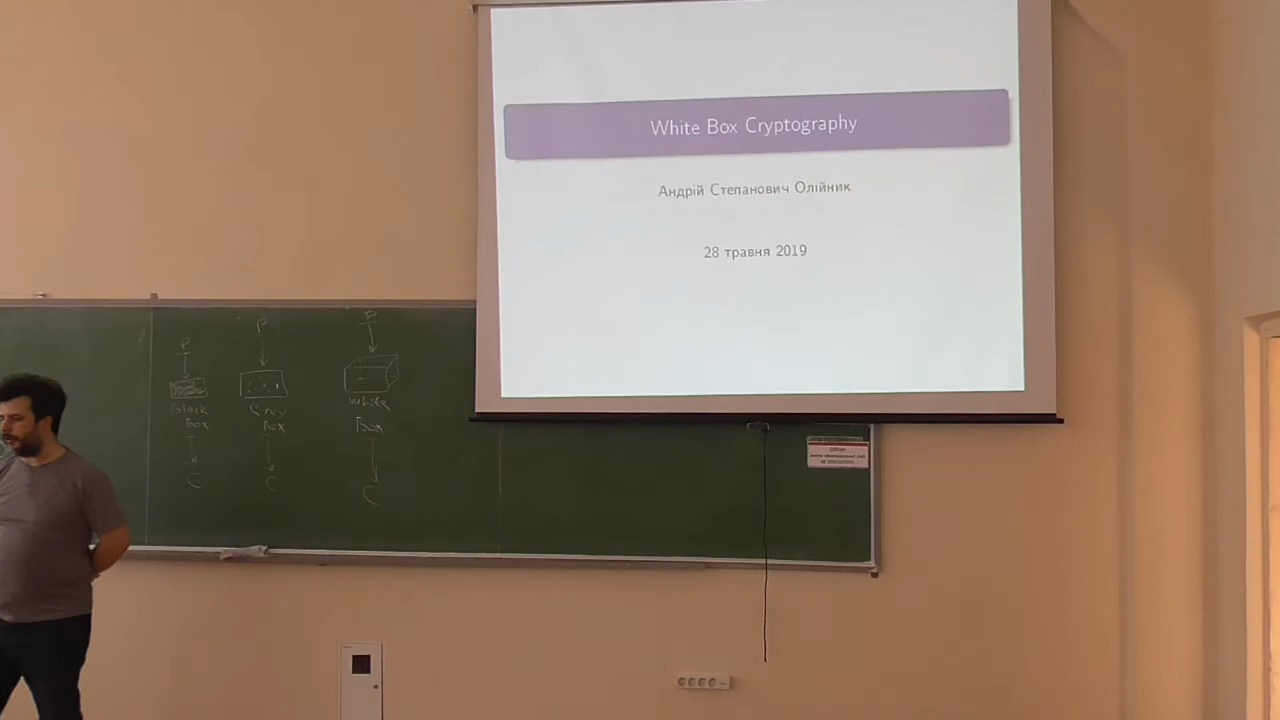 White Box Cryptography
Андрій Степанович Олійник
28 травня 2019
P
P
P
Black
Box
Grey
Box
White
Box
C
C
C